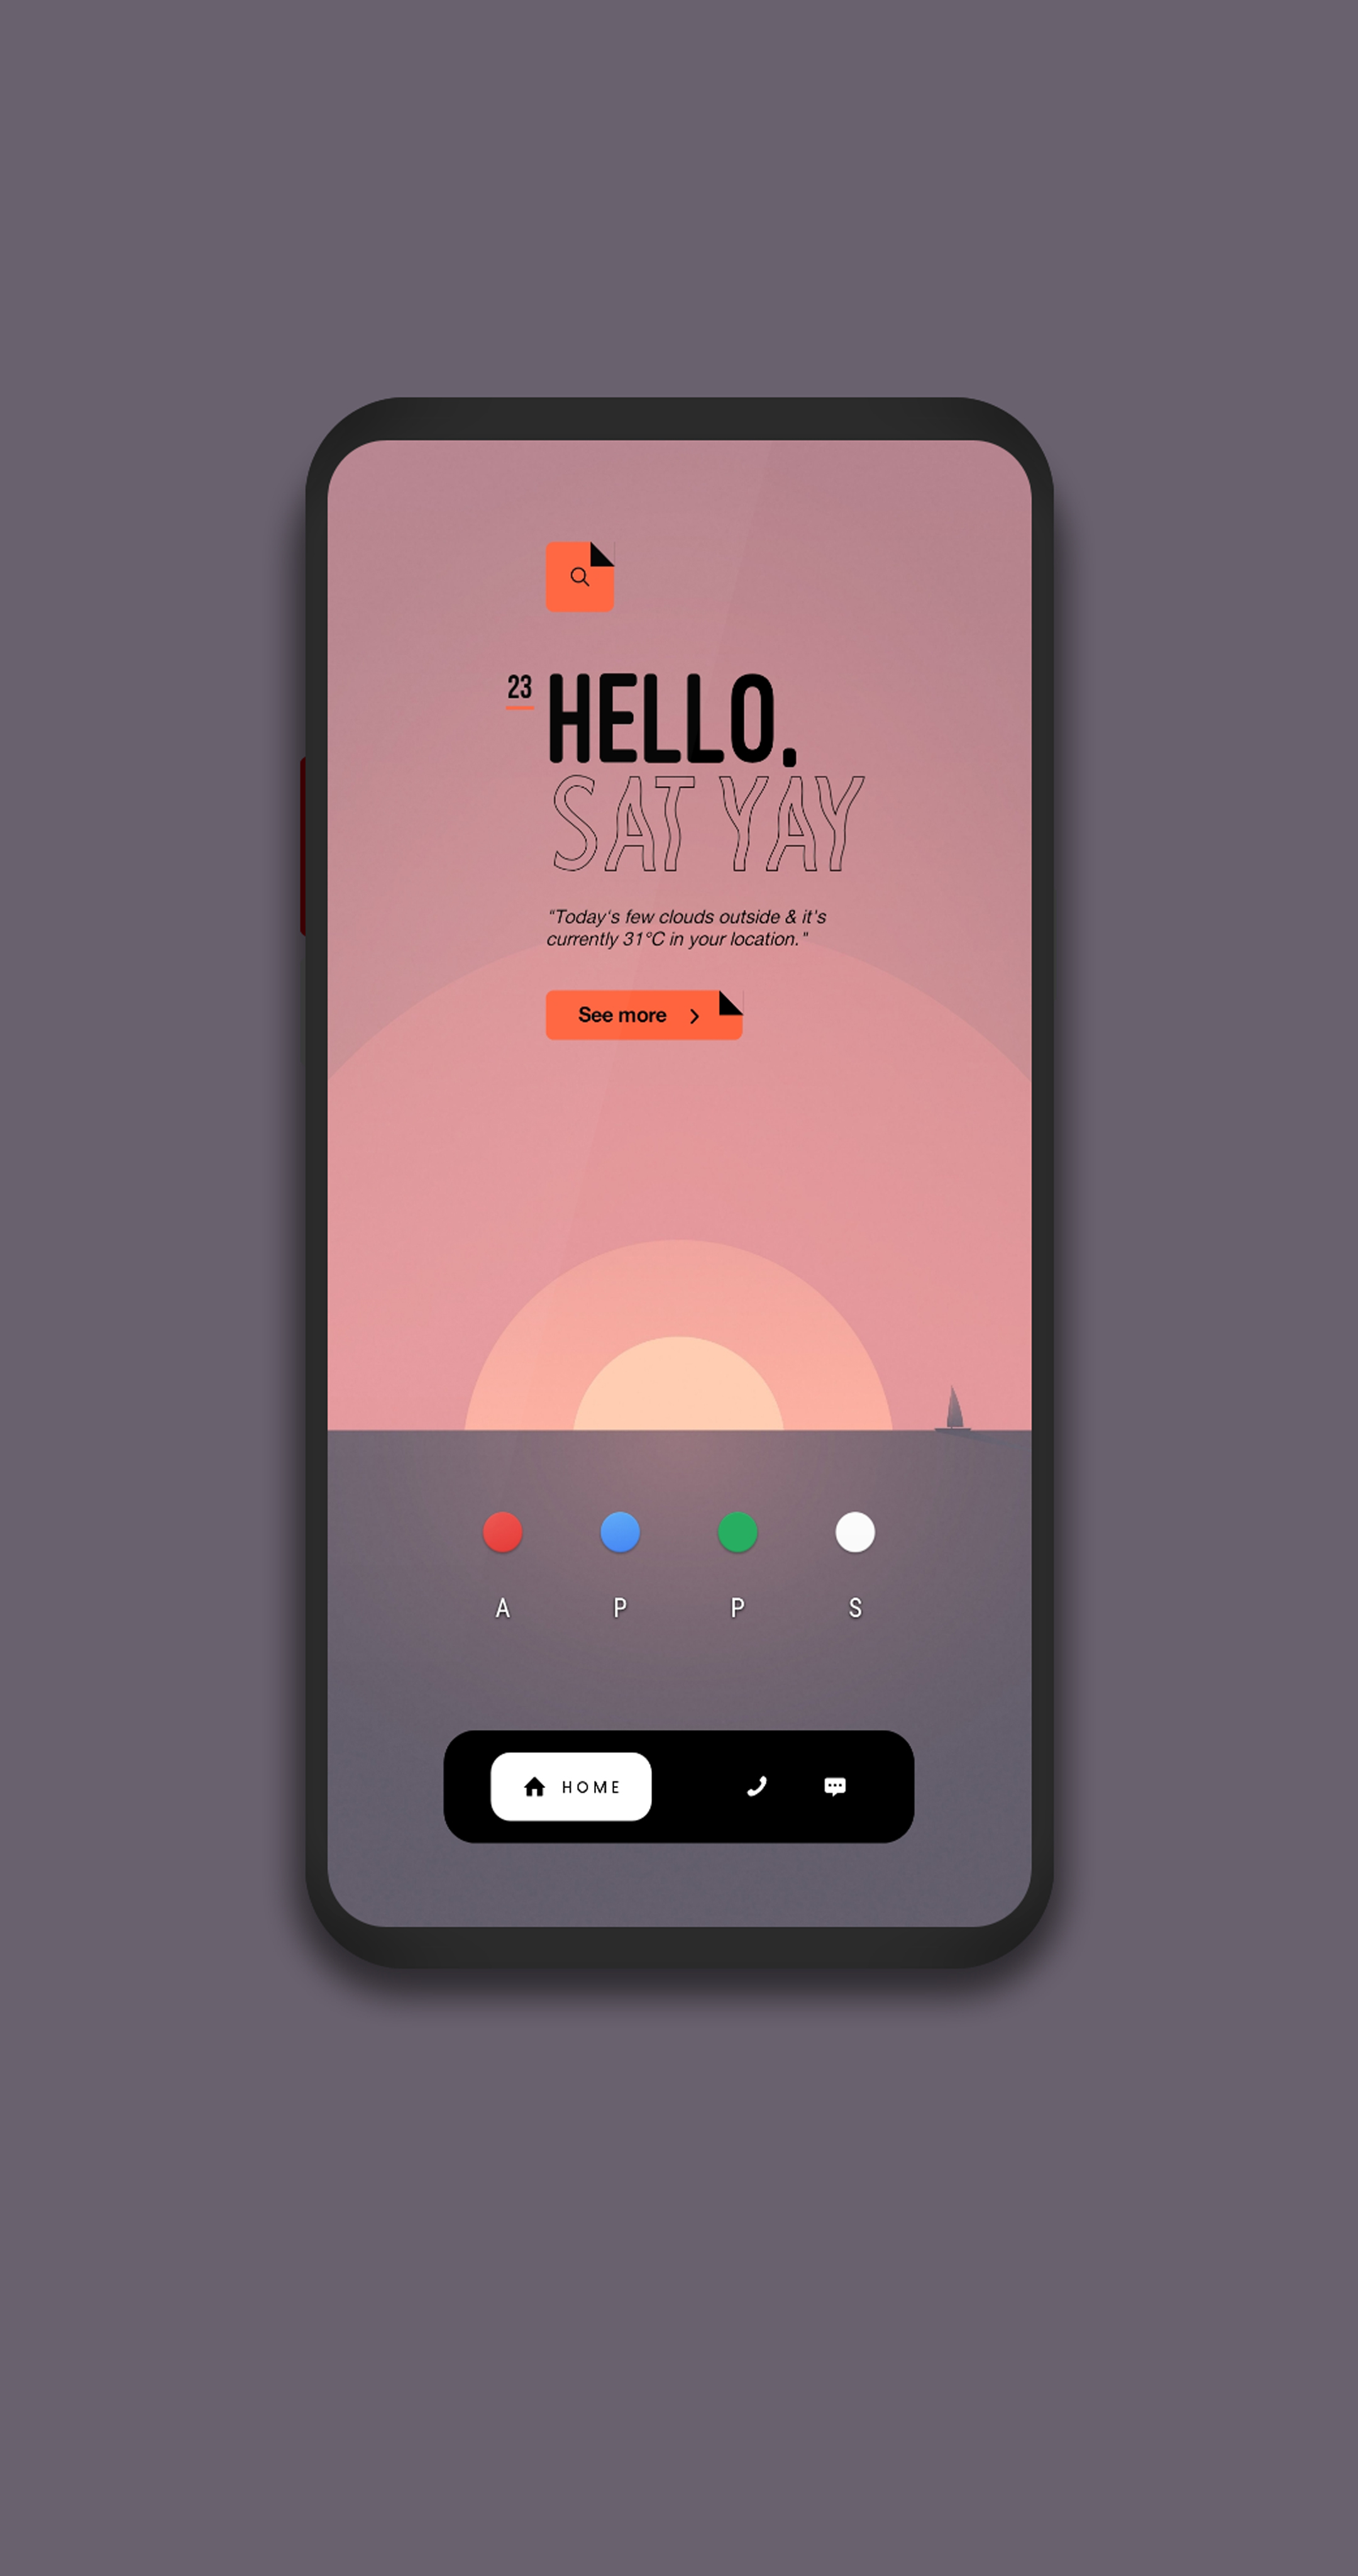 23
HELLO.
SAT YAY
"Today's few clouds outside & it's
currently 31°C in your location."
See more
A P P S
HOME